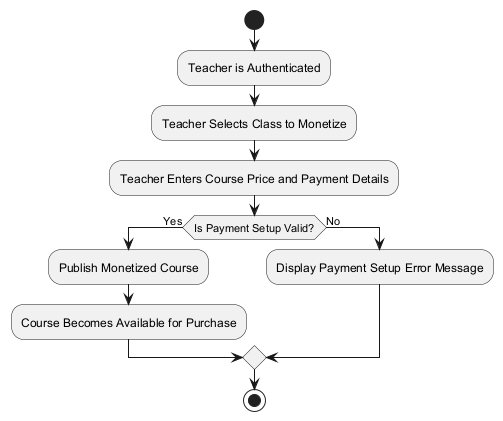 Teacher is Authenticated
Teacher Selects Class to Monetize
Teacher Enters Course Price and Payment Details
Yes
Is Payment Setup Valid?
No
Publish Monetized Course
Display Payment Setup Error Message
Course Becomes Available for Purchase